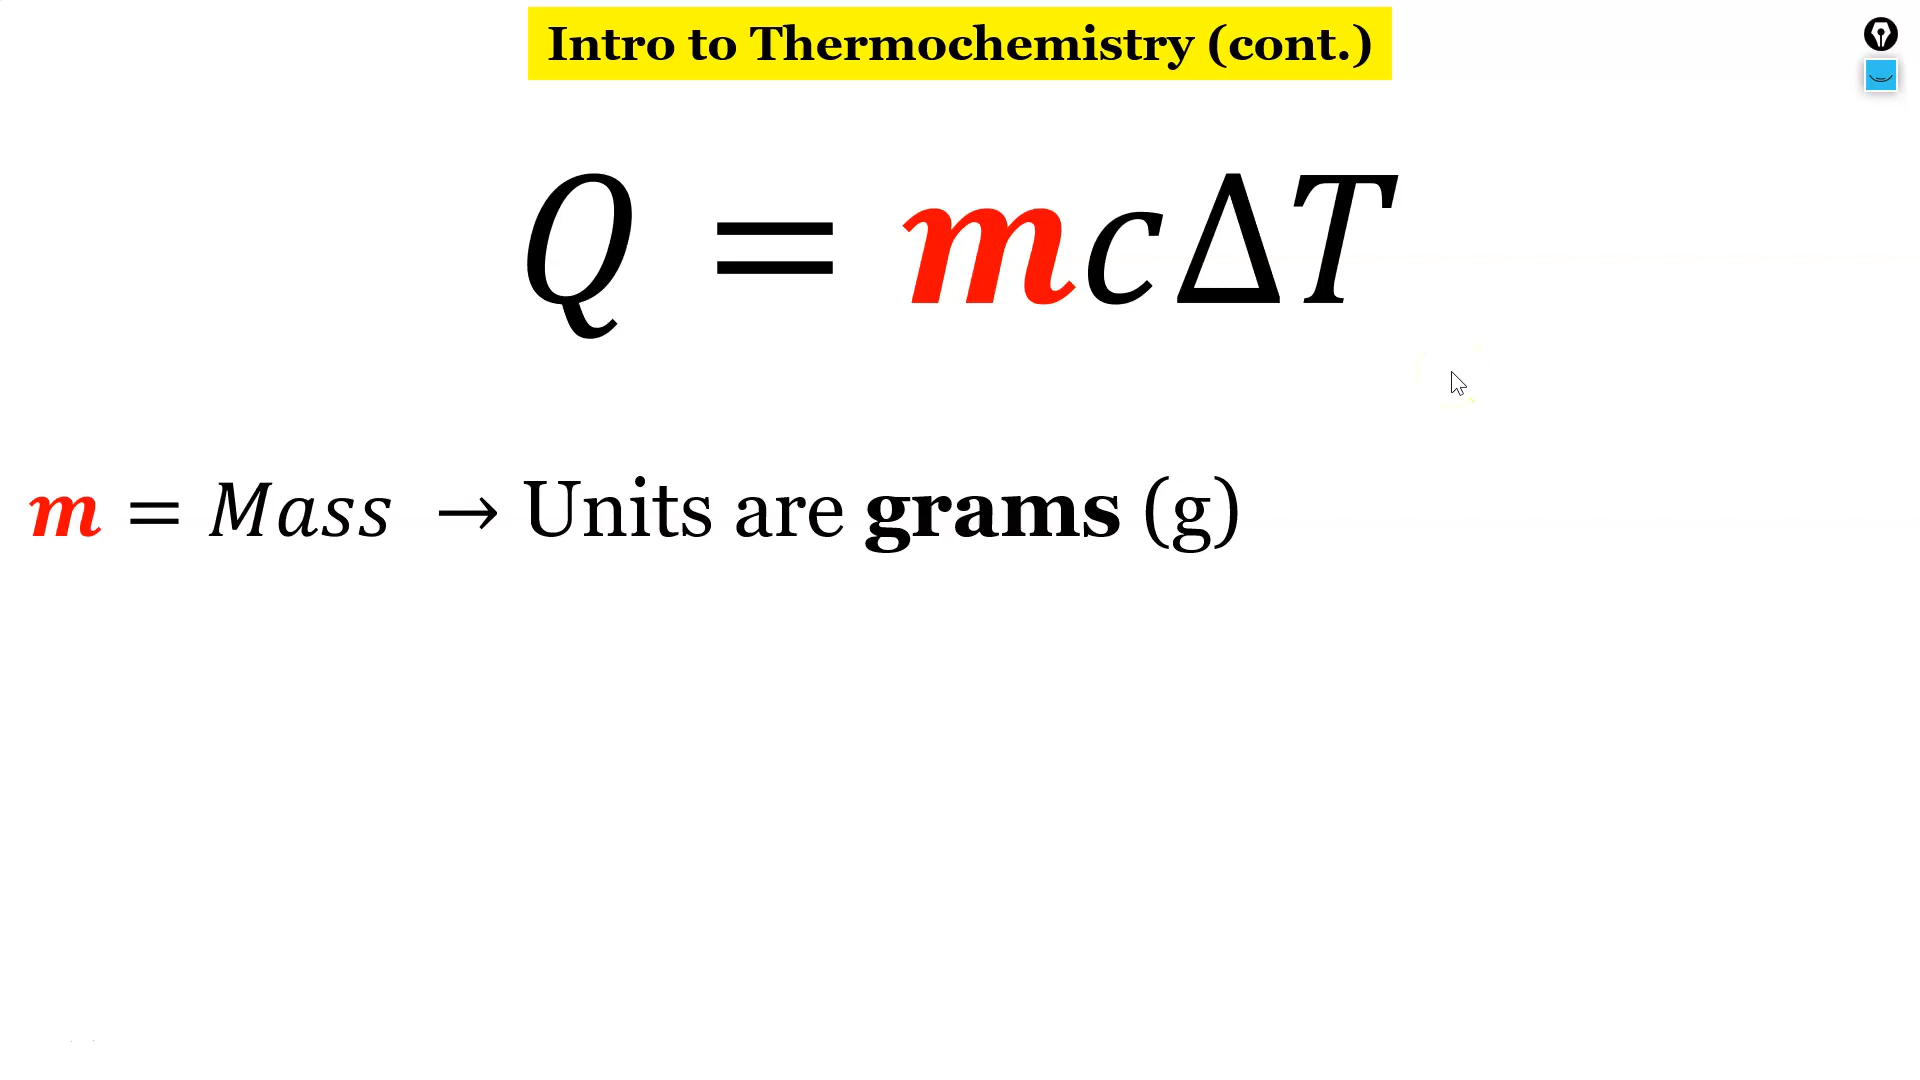 Intro to Thermochemistry (cont.)
Q = mcΔT
m = Mass → Units are grams (g)